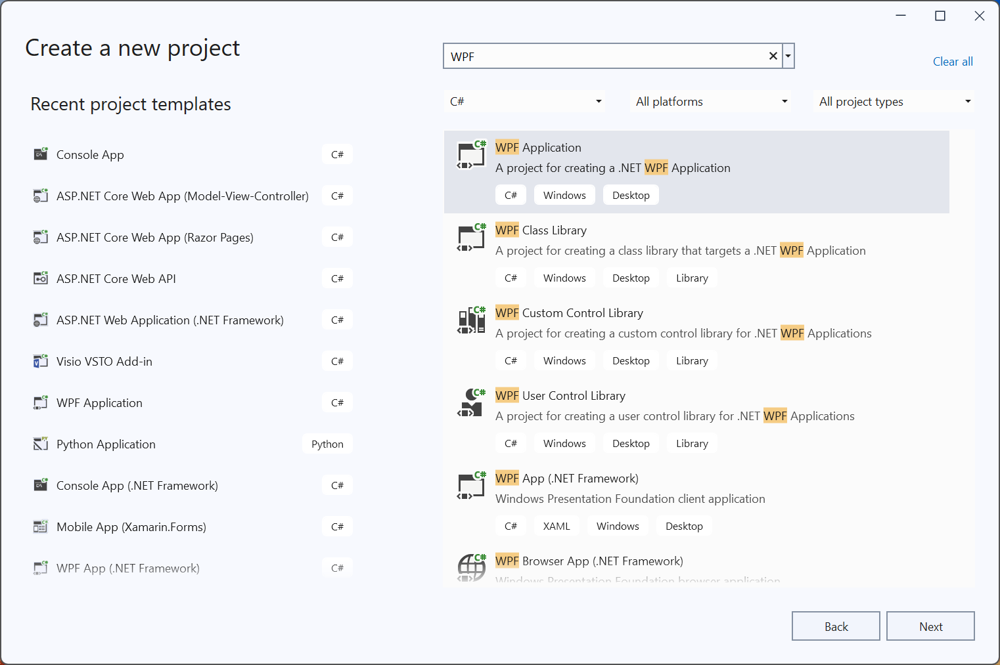 Create a new project
Recent project templates
Console App
C#
ASP.NET Core Web App (Model-View-Controller)
C#
ASP.NET Core Web App (Razor Pages)
C#
ASP.NET Core Web API
C#
ASP.NET Web Application (.NET Framework)
C#
Visio VSTO Add-in
C#
WPF Application
C#
Python Application
Python
Console App (.NET Framework)
C#
Mobile App (Xamarin.Forms)
C#
WPF App (.NET Framework)
C#
WPF
Clear all
C#
All platforms
All project types
WPF Application
A project for creating a .NET WPF Application
C# Windows Desktop
WPF Class Library
A project for creating a class library that targets a .NET WPF Application
C# Windows Desktop Library
WPF Custom Control Library
A project for creating a custom control library for .NET WPF Applications
C# Windows Desktop Library
WPF User Control Library
A project for creating a user control library for .NET WPF Applications
C# Windows Desktop Library
WPF App (.NET Framework)
Windows Presentation Foundation client application
C# XAML Windows Desktop
WPF Browser App (.NET Framework)
Windows Presentation Foundation browser application
Back
Next